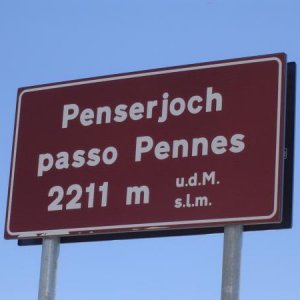 Penserjoch
passo Pennes
2211 m u.d.M.
s.l.m.